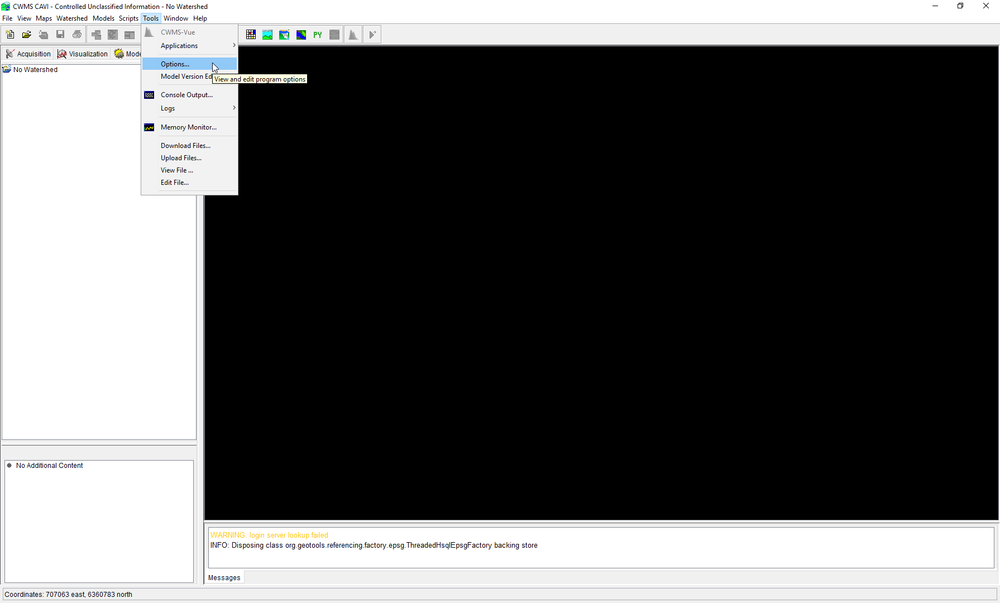 CWMS CAVI - Controlled Unclassified Information - No Watershed
File View Maps Watershed Models Scripts Tools Window Help
PY
Acquisition Visualization Mode
No Watershed
CWMS-Vue
Applications
Options...
Model Version Ed
View and edit program options
Console Output...
Logs
Memory Monitor...
Download Files...
Upload Files...
View File ...
Edit File...
No Additional Content
WARNING: login server lookup failed
INFO: Disposing class org.geotools.referencing.factory.epsg.ThreadedHsqlEpsgFactory backing store
Messages
Coordinates: 707063 east, 6360783 north